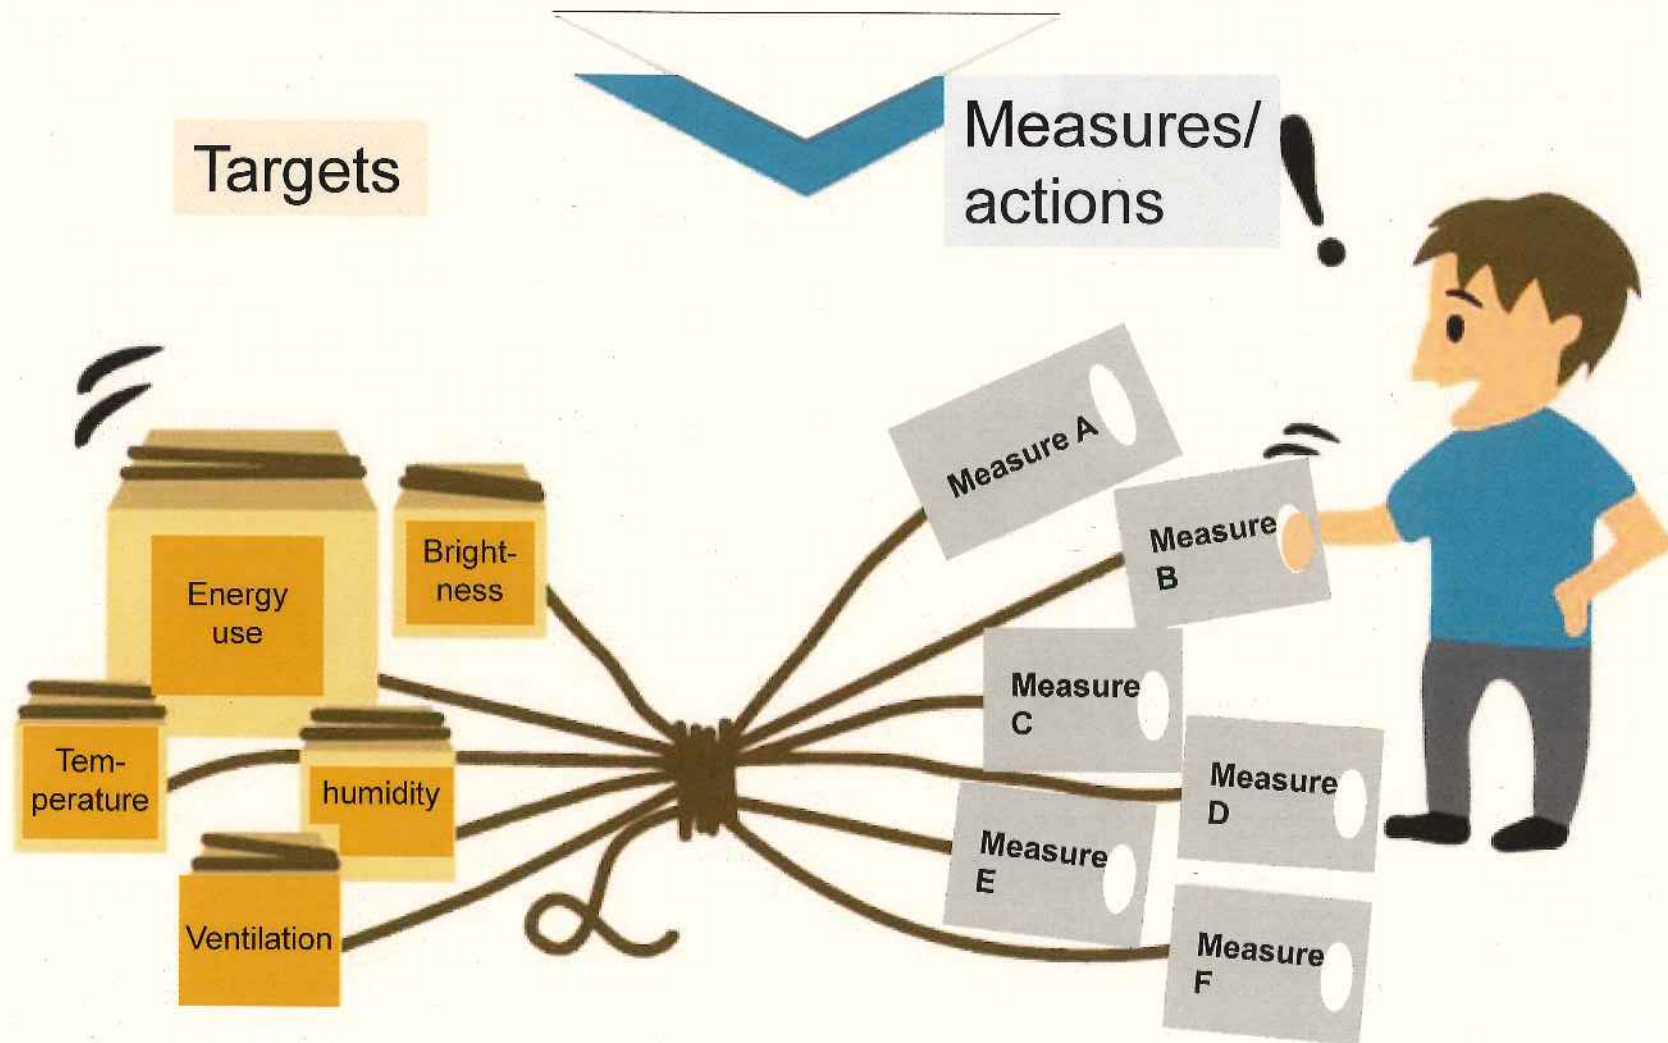 Targets
Measures/
actions
Energy
use
Bright-
ness
Tem-
perature
humidity
Ventilation
Measure A
Measure
B
Measure
C
Measure
D
Measure
E
Measure
F